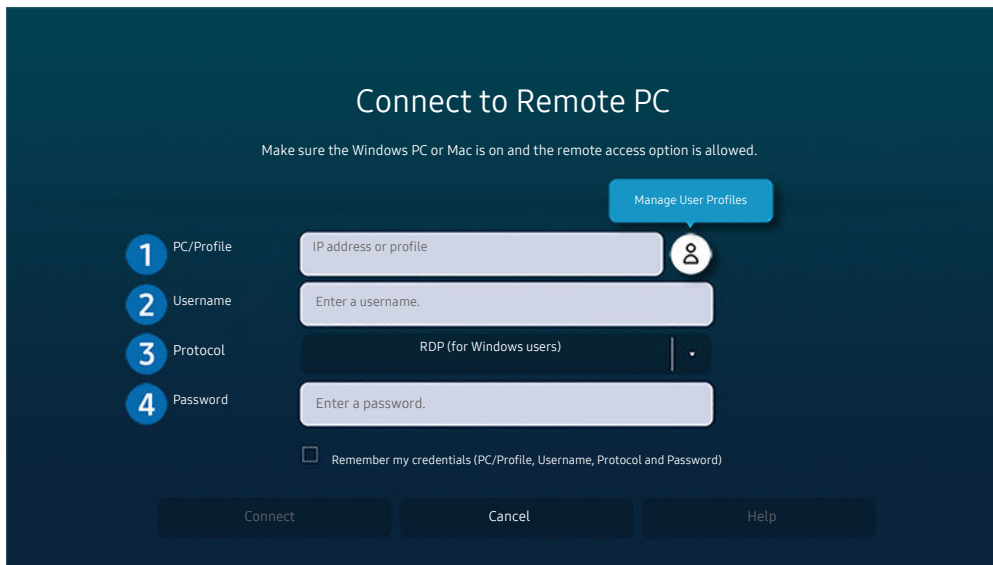 Connect to Remote PC
Make sure the Windows PC or Mac is on and the remote access option is allowed.
Manage User Profiles
1 PC/Profile IP address or profile
2 Username Enter a username.
3 Protocol RDP (for Windows users)
4 Password Enter a password.
Remember my credentials (PC/Profile, Username, Protocol and Password)
Connect Cancel Help